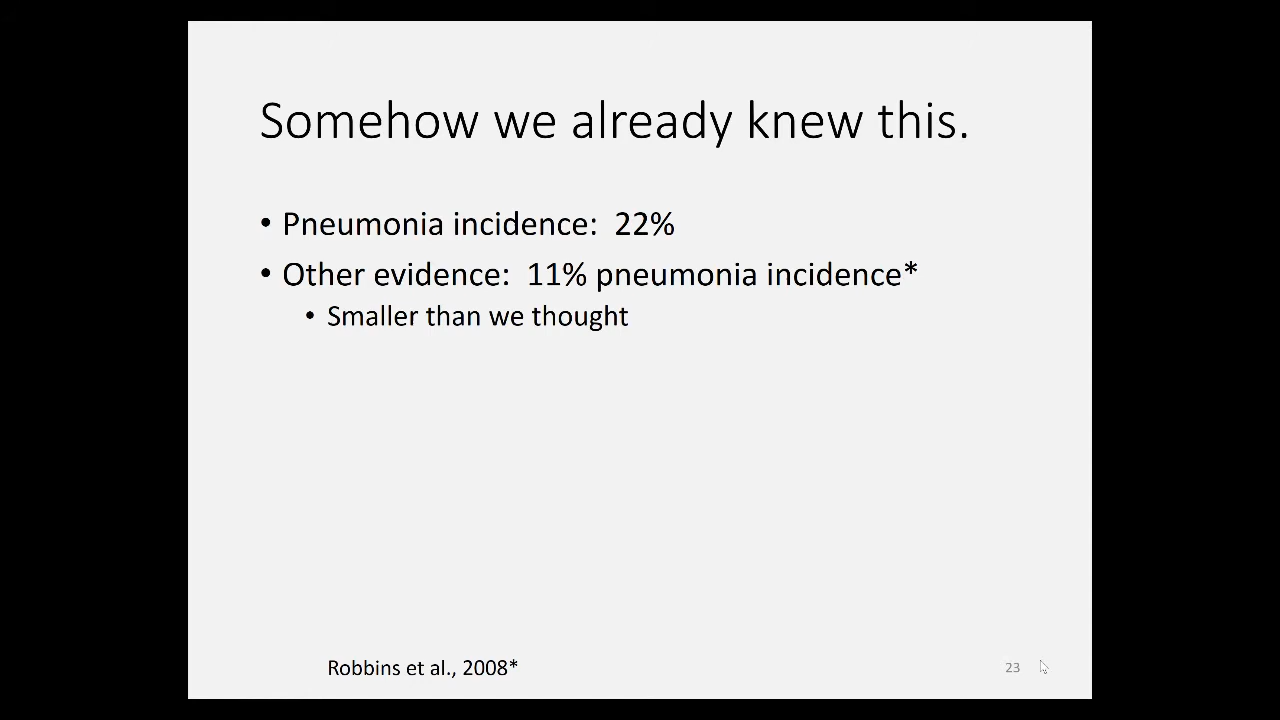 Somehow we already knew this.
• Pneumonia incidence:  22%
• Other evidence:  11% pneumonia incidence*
• Smaller than we thought
Robbins et al., 2008*
23